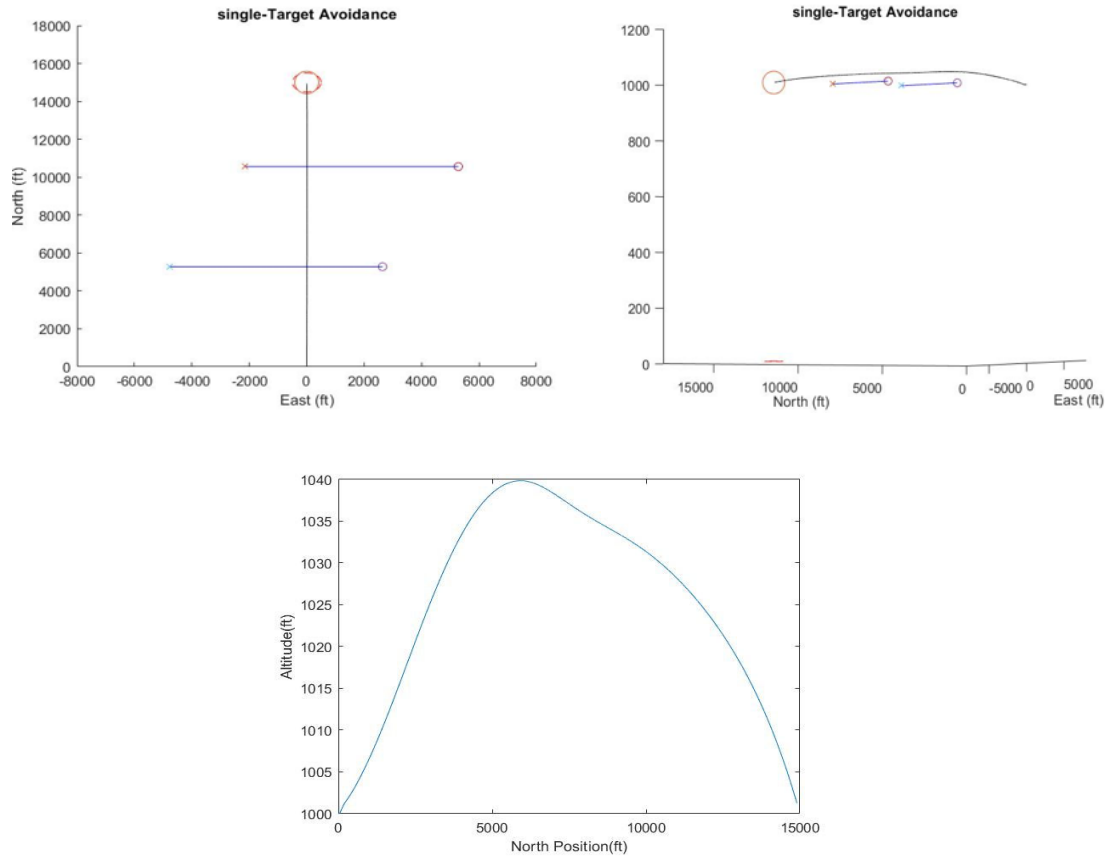 single-Target Avoidance
18000
16000
14000
12000
10000
8000
6000
4000
2000
0
North (ft)
-8000 -6000 -4000 -2000 0 2000 4000 6000 8000
East (ft)
single-Target Avoidance
1200
1000
800
600
400
200
0
15000 10000 5000 0 -5000 0 5000
North (ft) East (ft)
1040
1035
1030
1025
1020
1015
1010
1005
1000
Altitude(ft)
0 5000 10000 15000
North Position(ft)